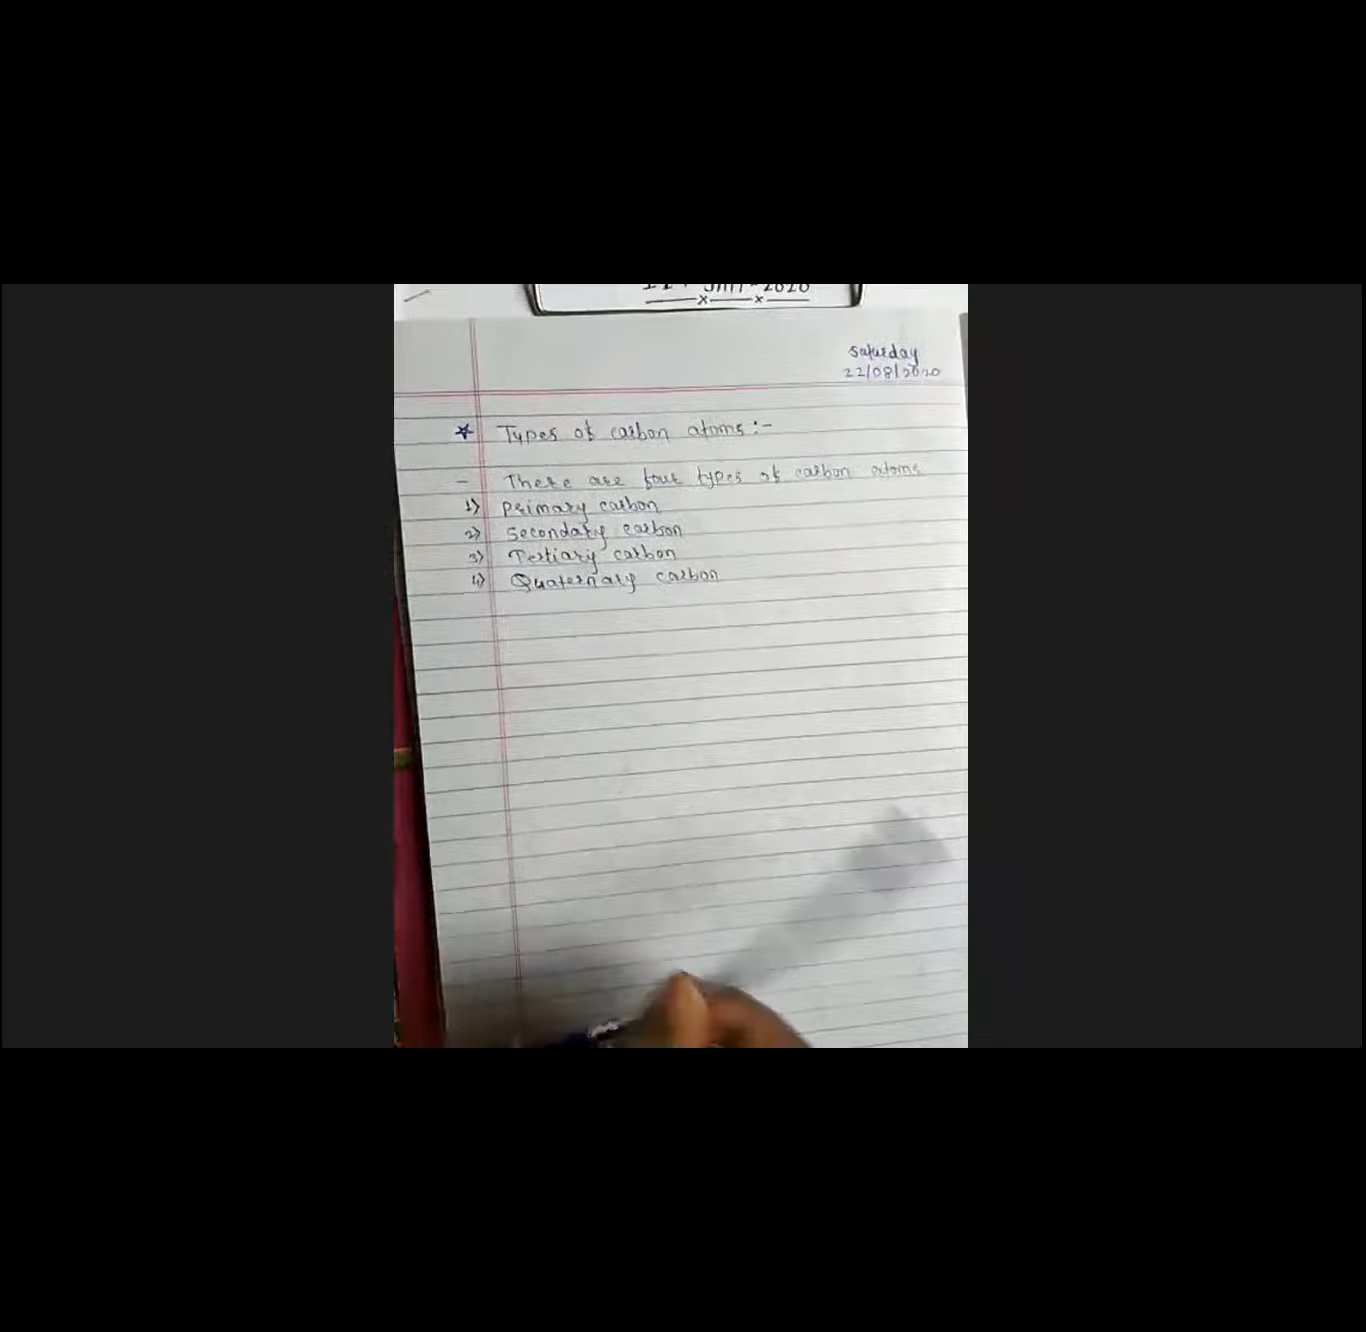 Saturday
22/08/2020
* Types of carbon atoms :-
- There are four types of carbon atoms
1) Primary carbon
2) Secondary carbon
3) Tertiary carbon
4) Quaternary carbon